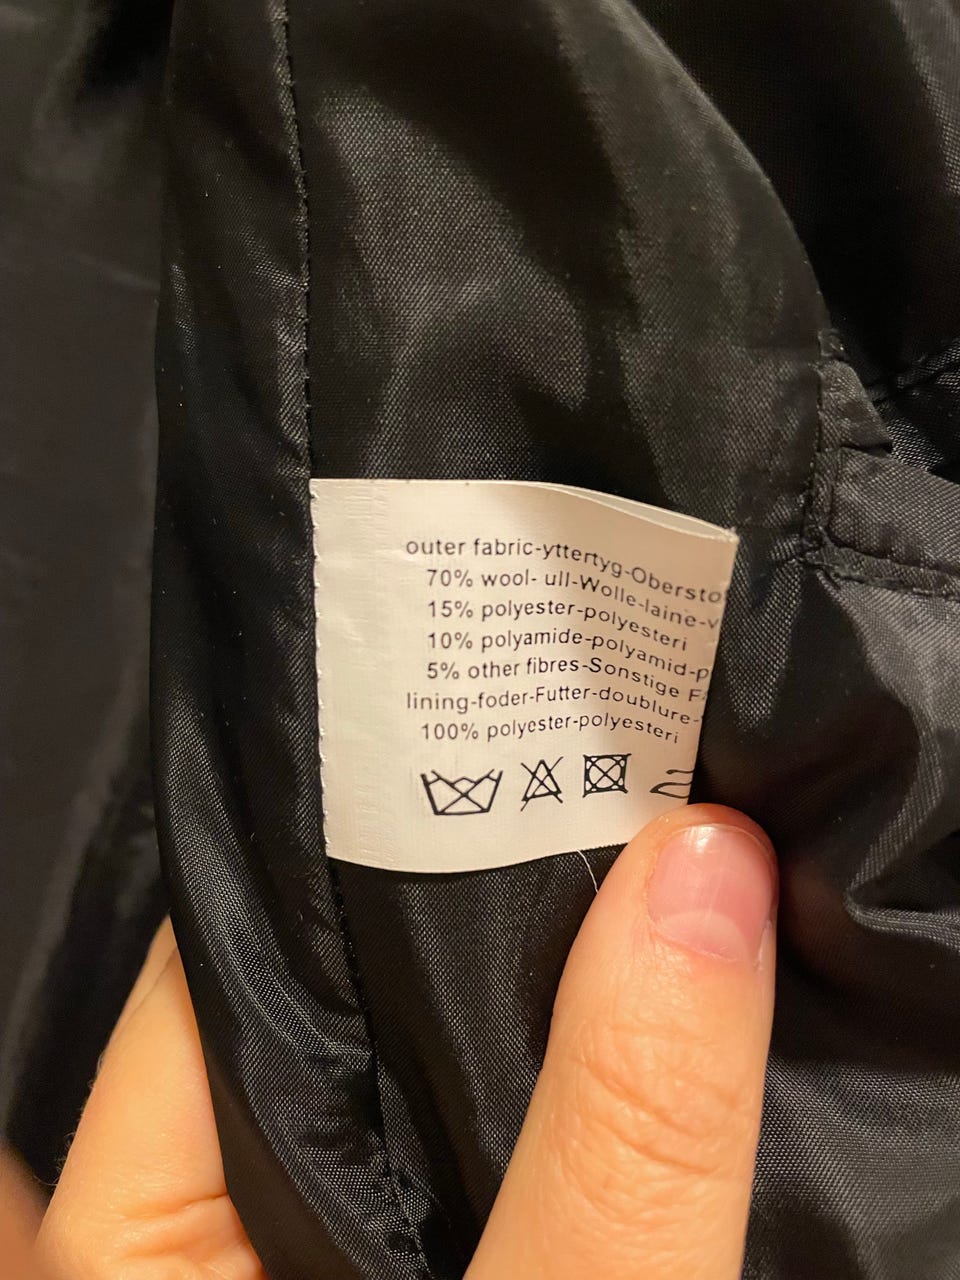 outer fabric-yttertyg-Obersto
70% wool- ull-Wolle-laine-v
15% polyester-polyesteri
10% polyamide-polyamid-p
5% other fibres-Sonstige F
lining-foder-Futter-doublure-
100% polyester-polyesteri